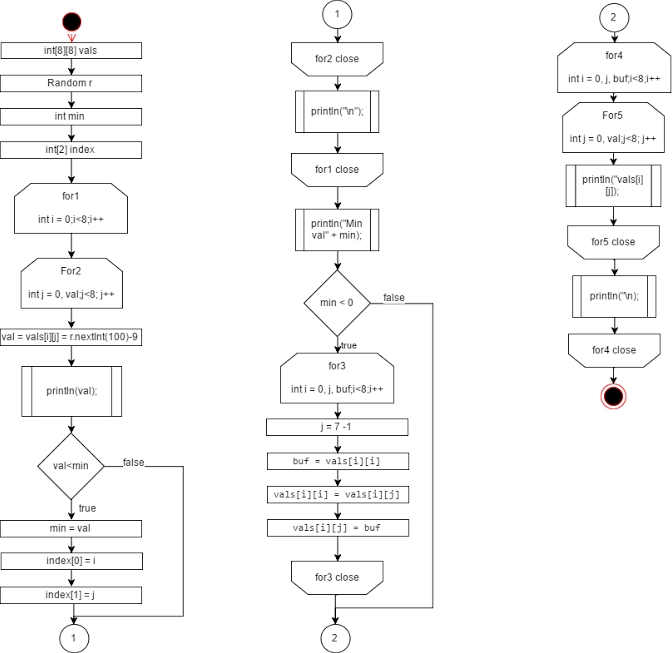 int[8][8] vals
Random r
int min
int[2] index
for1
int i = 0;i<8;i++
For2
int j = 0, val;j<8; j++
val = vals[i][j] = r.nextInt(100)-9
println(val);
val<min
false
true
min = val
index[0] = i
index[1] = j
1
1
for2 close
println("\n");
for1 close
println("Min
val" + min);
min < 0
false
true
for3
int i = 0, j, buf;i<8;i++
j = 7 -1
buf = vals[i][i]
vals[i][i] = vals[i][j]
vals[i][j] = buf
for3 close
2
2
for4
int i = 0, j, buf;i<8;i++
For5
int j = 0, val;j<8; j++
println("vals[i]
[j]);
for5 close
println("\n);
for4 close